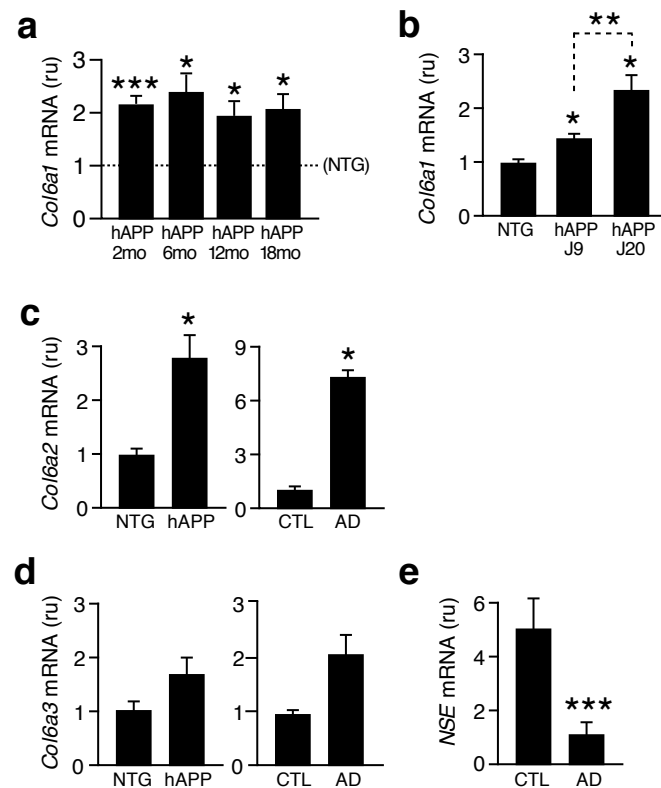 a
Col6a1 mRNA (ru)
3
2
1
0
***
*
*
*
(NTG)
hAPP hAPP hAPP hAPP
2mo 6mo 12mo 18mo
b
Col6a1 mRNA (ru)
3
2
1
0
**
*
*
NTG hAPP hAPP
J9 J20
c
Col6a2 mRNA (ru)
3
2
1
0
*
NTG hAPP
9
6
3
0
*
CTL AD
d
Col6a3 mRNA (ru)
3
2
1
0
NTG hAPP
3
2
1
0
CTL AD
e
NSE mRNA (ru)
6
4
2
0
***
CTL AD